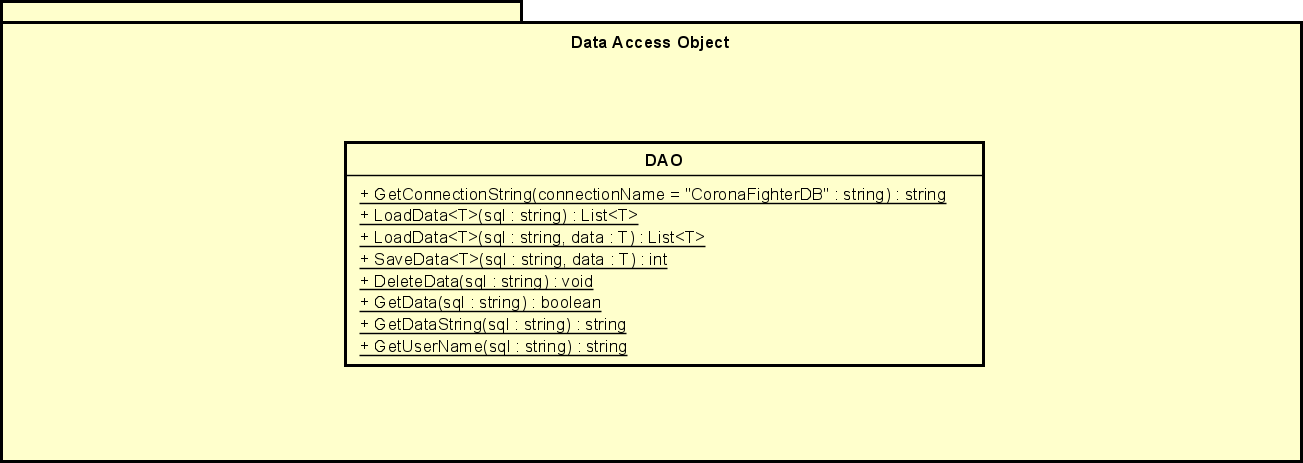 Data Access Object
DAO
+ GetConnectionString(connectionName = "CoronaFighterDB" : string) : string
+ LoadData<T>(sql : string) : List<T>
+ LoadData<T>(sql : string, data : T) : List<T>
+ SaveData<T>(sql : string, data : T) : int
+ DeleteData(sql : string) : void
+ GetData(sql : string) : boolean
+ GetDataString(sql : string) : string
+ GetUserName(sql : string) : string